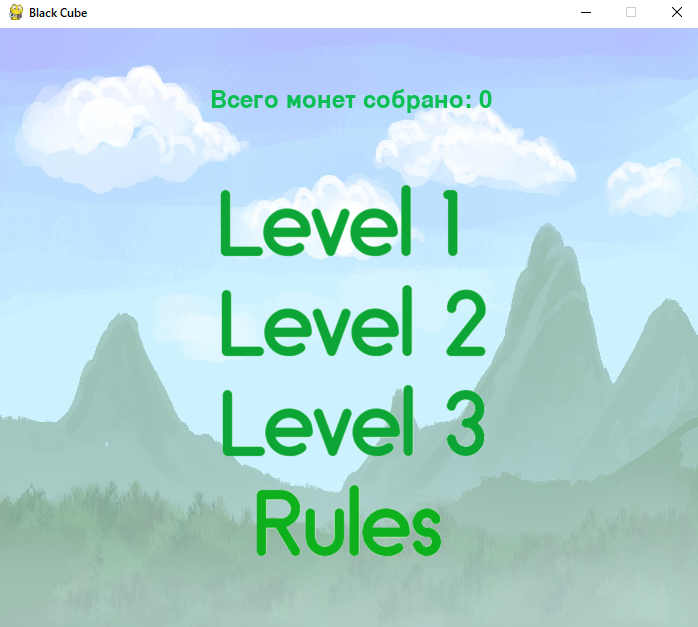 Black Cube
Всего монет собрано: 0
Level 1
Level 2
Level 3
Rules